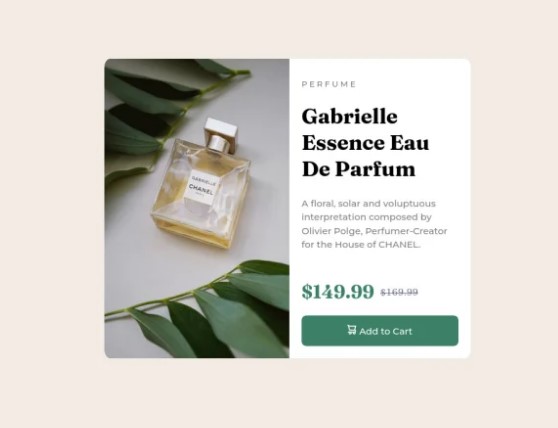 PERFUME
Gabrielle
Essence Eau
De Parfum
A floral, solar and voluptuous
interpretation composed by
Olivier Polge, Perfumer-Creator
for the House of CHANEL.
$149.99 $169.99
Add to Cart
GABRIELLE
CHANEL